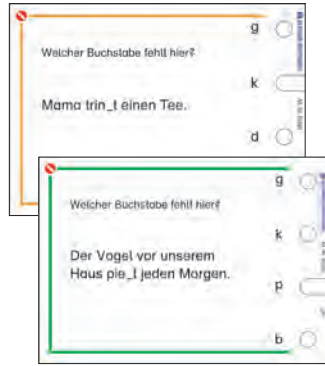 Welcher Buchstabe fehlt hier?
Mama trin_t einen Tee.
g
k
d
Welcher Buchstabe fehlt hier?
Der Vogel vor unserem
Haus pie_t jeden Morgen.
g
k
p
b